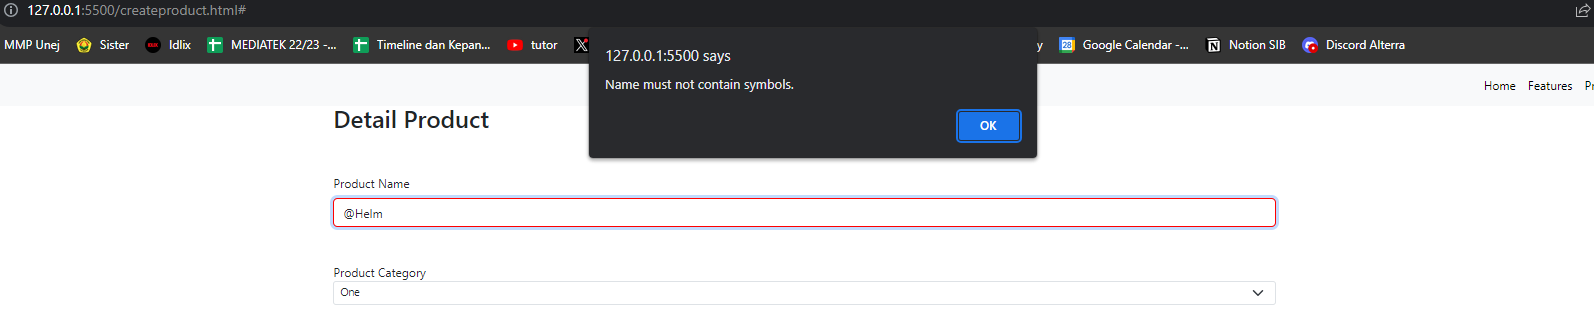 127.0.0.1:5500/createproduct.html#
MMP Unej Sister Idlix MEDIATEK 22/23 -... Timeline dan Kepan... tutor X y Google Calendar -... Notion SIB Discord Alterra
127.0.0.1:5500 says
Name must not contain symbols.
OK
Home Features Pr
Detail Product
Product Name
@Helm
Product Category
One